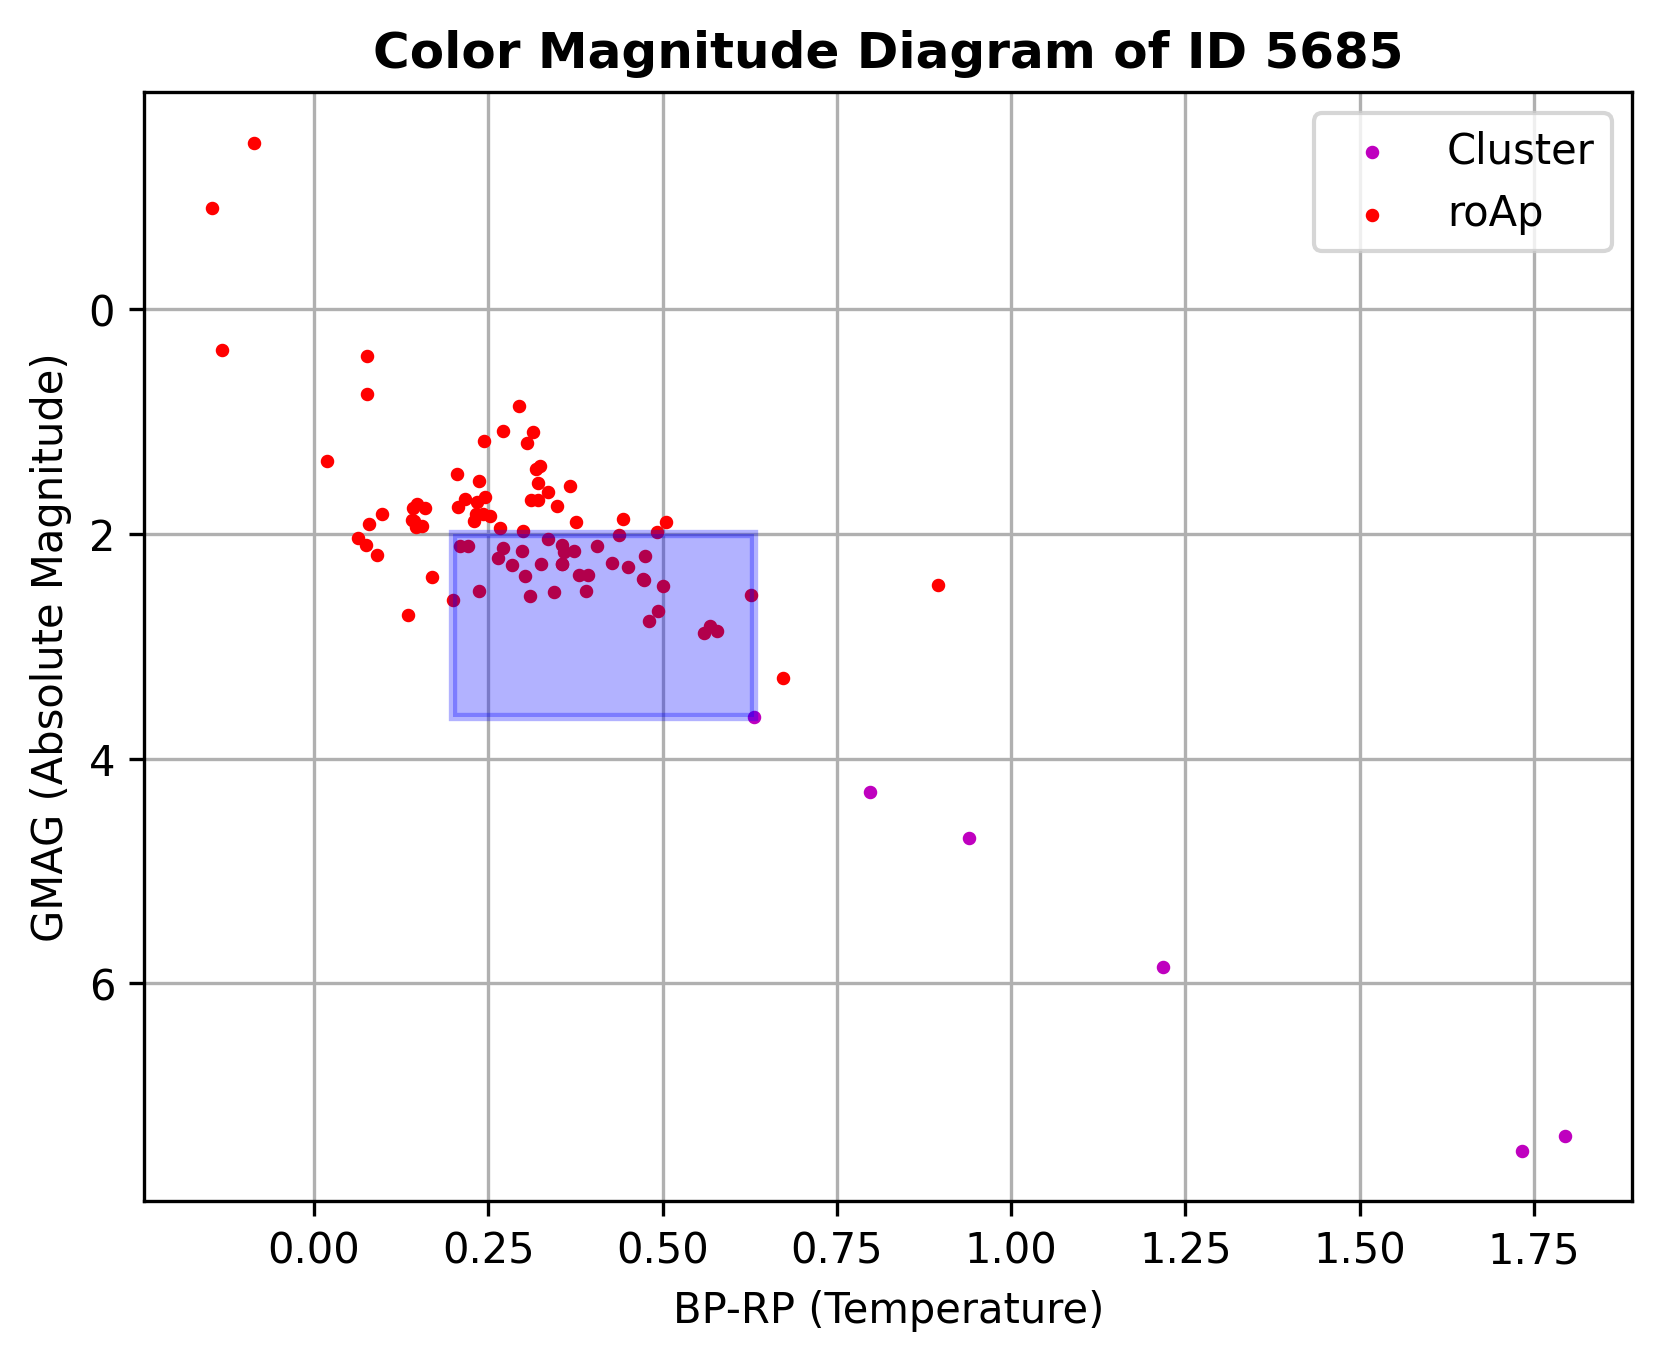 Color Magnitude Diagram of ID 5685
Cluster
roAp
GMAG (Absolute Magnitude)
0
2
4
6
0.00 0.25 0.50 0.75 1.00 1.25 1.50 1.75
BP-RP (Temperature)